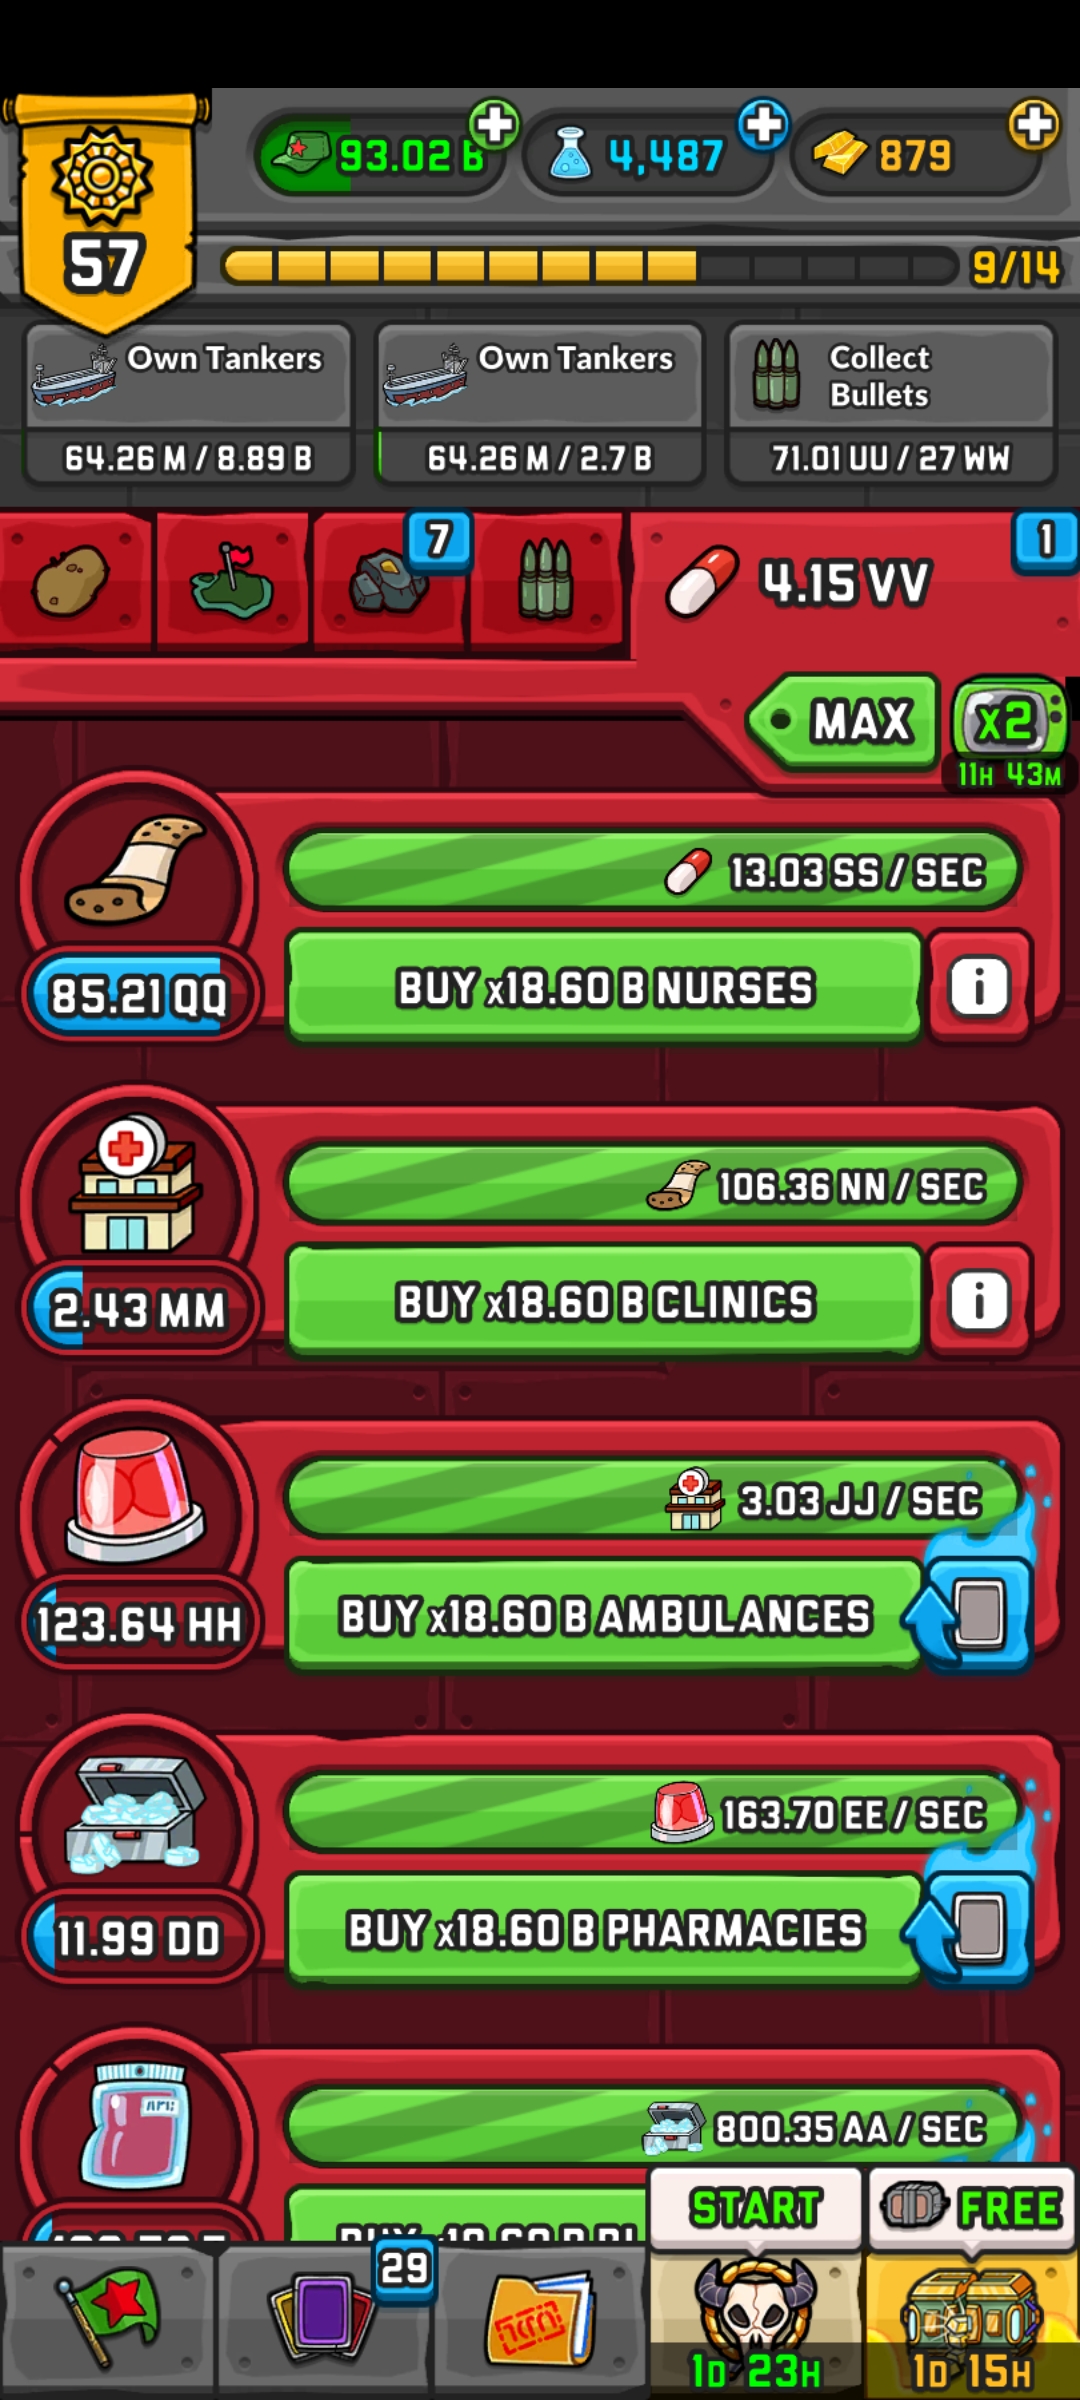 93.02 B
4,487
879
57
9/14
Own Tankers
64.26 M / 8.89 B
Own Tankers
64.26 M / 2.7 B
Collect
Bullets
71.01 UU / 27 WW
7
4.15 VV
1
MAX
x2
11H 43M
13.03 SS / SEC
85.21 QQ
BUY x18.60 B NURSES
i
106.36 NN / SEC
2.43 MM
BUY x18.60 B CLINICS
i
3.03 JJ / SEC
123.64 HH
BUY x18.60 B AMBULANCES
163.70 EE / SEC
11.99 DD
BUY x18.60 B PHARMACIES
800.35 AA / SEC
START
FREE
29
1D 23H
1D 15H